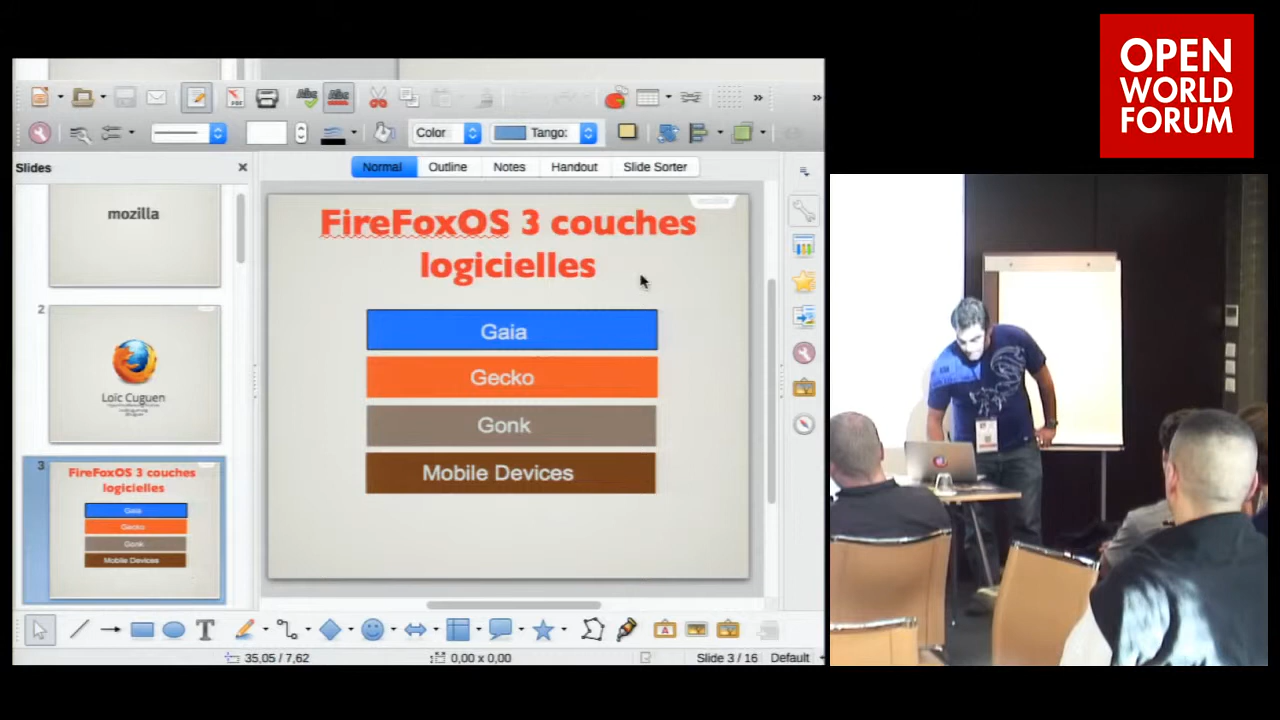 OPEN
WORLD
FORUM
Color
Tango:
Slides
Normal
Outline
Notes
Handout
Slide Sorter
mozilla
2
Loïc Cuguen
3
FireFoxOS 3 couches
logicielles
Gaia
Gecko
Gonk
Mobile Devices
mozilla
FireFoxOS 3 couches
logicielles
Gaia
Gecko
Gonk
Mobile Devices
35,05 / 7,62
0,00 x 0,00
Slide 3 / 16
Default